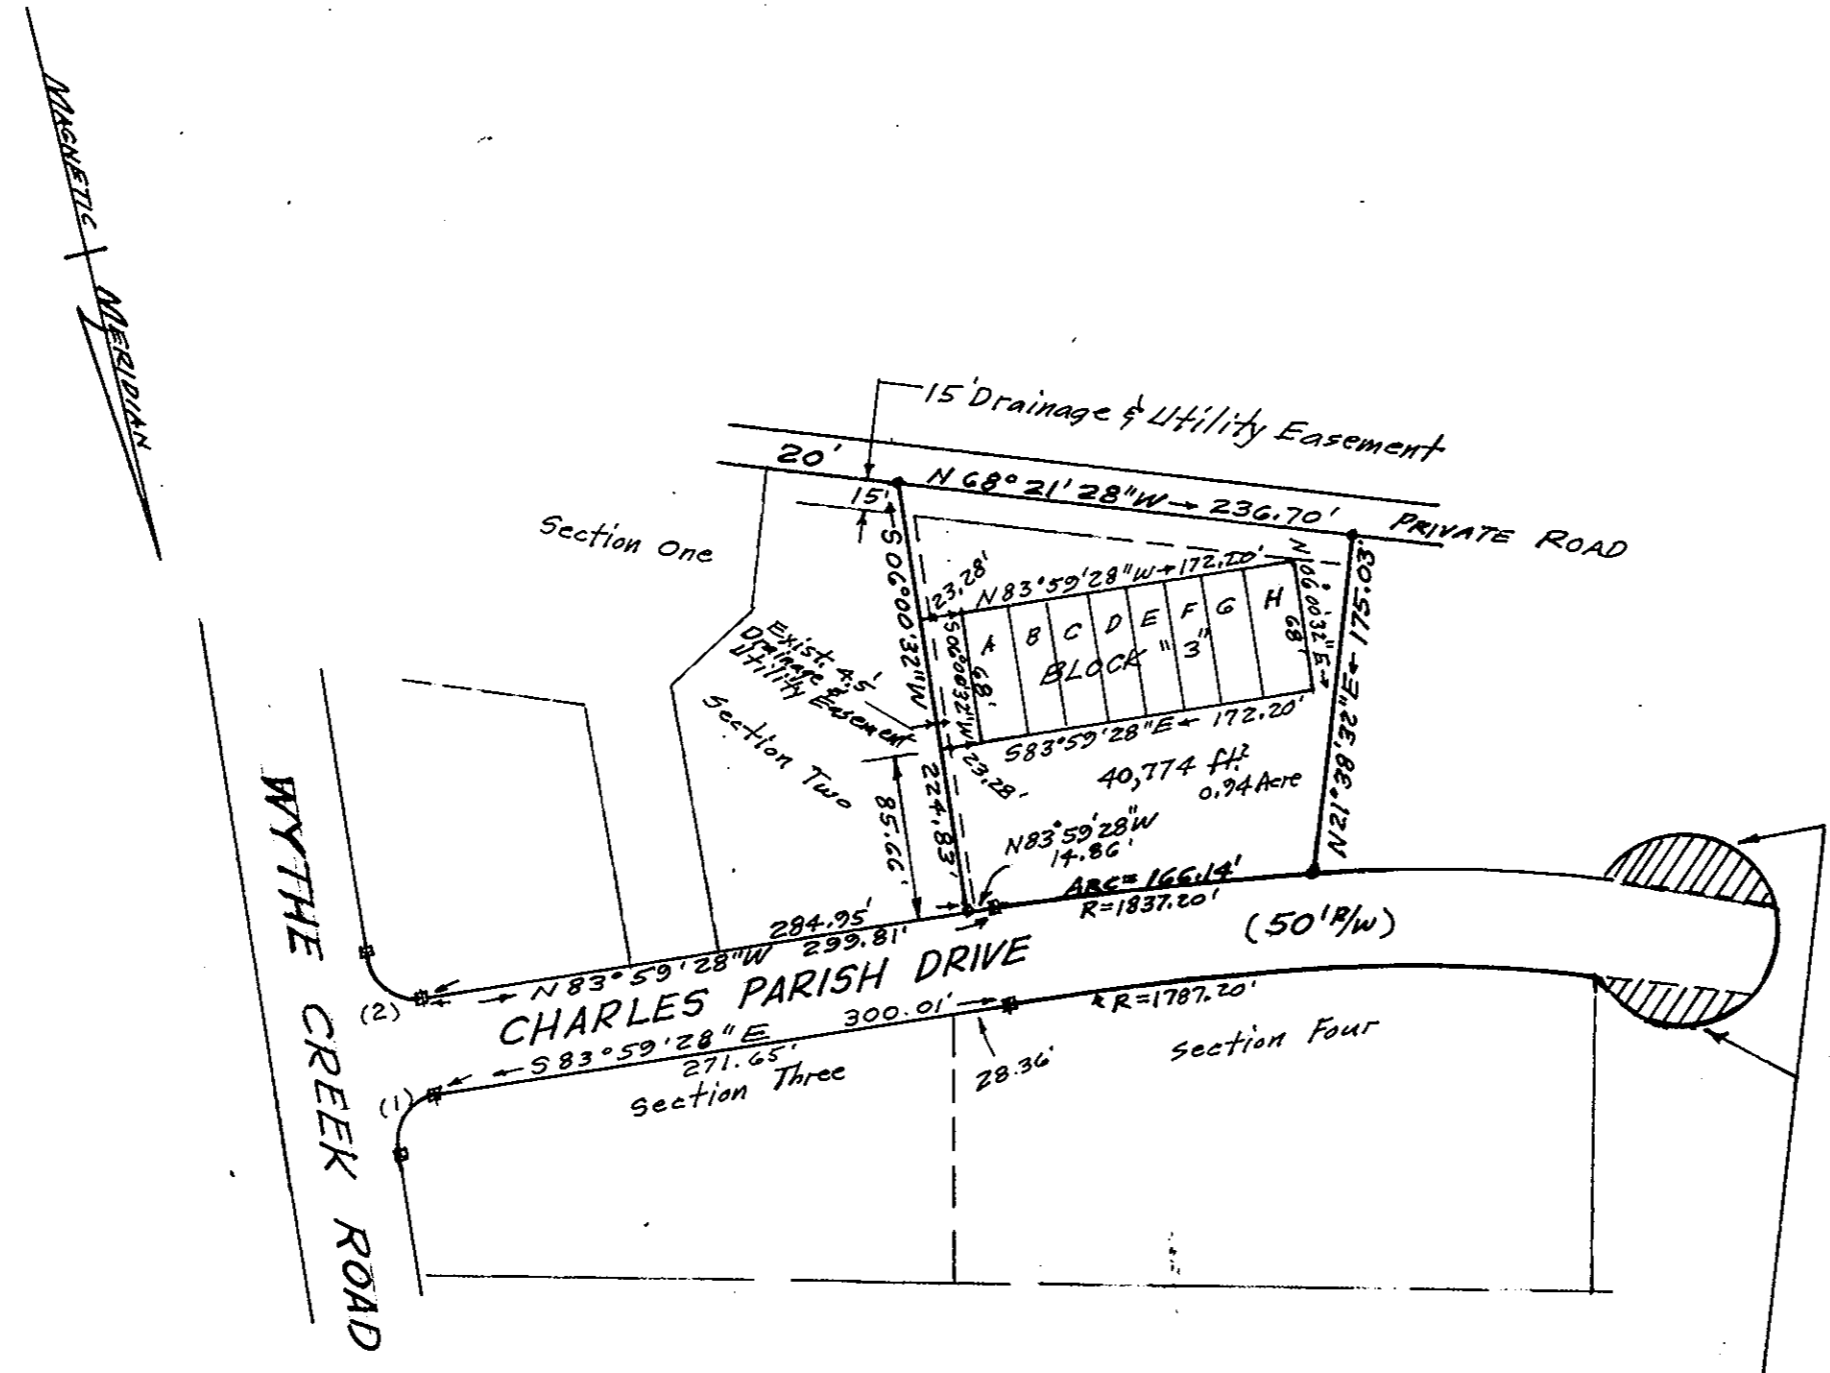 MAGNETIC MERIDIAN
15' Drainage & Utility Easement
20'
15'
N 68° 21' 28" W → 236.70'
PRIVATE ROAD
Section One
23.28'
N 83° 59' 28" W → 172.20'
N 06° 00' 32" E →
68'
S 06° 00' 32" W
224.83'
S 06° 00' 32" W
68'
A B C D E F G H
BLOCK "3"
N 21° 38' 32" E ← 175.03'
Exist. 4.5'
Drainage &
Utility Easement
Section Two
S 83° 59' 28" E ← 172.20'
23.28'
40,774 ft.²
0.94 Acre
85.66'
N 83° 59' 28" W
14.86'
ARC = 166.14'
R = 1837.20'
(50' R/W)
284.95'
N 83° 59' 28" W 299.81'
CHARLES PARISH DRIVE
(2)
S 83° 59' 28" E 300.01'
271.65'
R = 1787.20'
28.36'
(1)
Section Three
Section Four
WYTHE CREEK ROAD